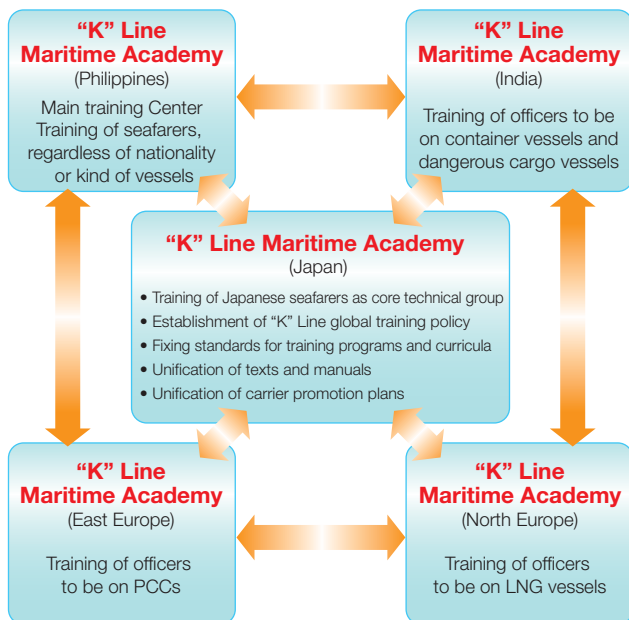 “K” Line
Maritime Academy
(Philippines)
Main training Center
Training of seafarers,
regardless of nationality
or kind of vessels
“K” Line
Maritime Academy
(India)
Training of officers to be
on container vessels and
dangerous cargo vessels
“K” Line Maritime Academy
(Japan)
• Training of Japanese seafarers as core technical group
• Establishment of “K” Line global training policy
• Fixing standards for training programs and curricula
• Unification of texts and manuals
• Unification of carrier promotion plans
“K” Line
Maritime Academy
(East Europe)
Training of officers
to be on PCCs
“K” Line
Maritime Academy
(North Europe)
Training of officers
to be on LNG vessels